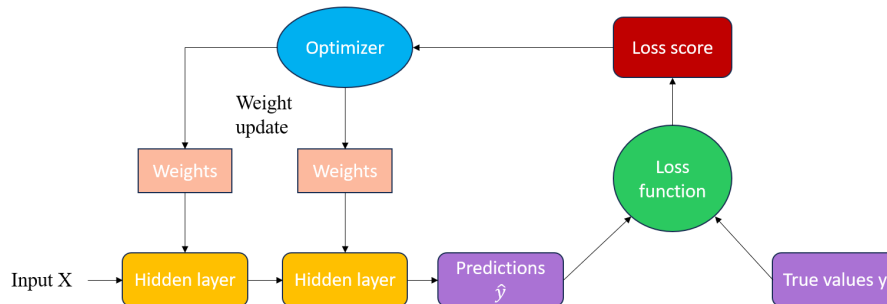 Optimizer
Loss score
Weight
update
Weights
Weights
Loss
function
Input X
Hidden layer
Hidden layer
Predictions
ŷ
True values y